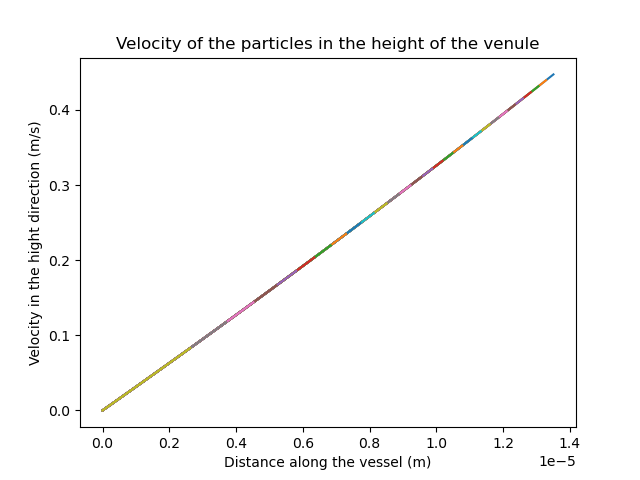 Velocity of the particles in the height of the venule
Velocity in the hight direction (m/s)
0.4
0.3
0.2
0.1
0.0
0.0 0.2 0.4 0.6 0.8 1.0 1.2 1.4
1e−5
Distance along the vessel (m)